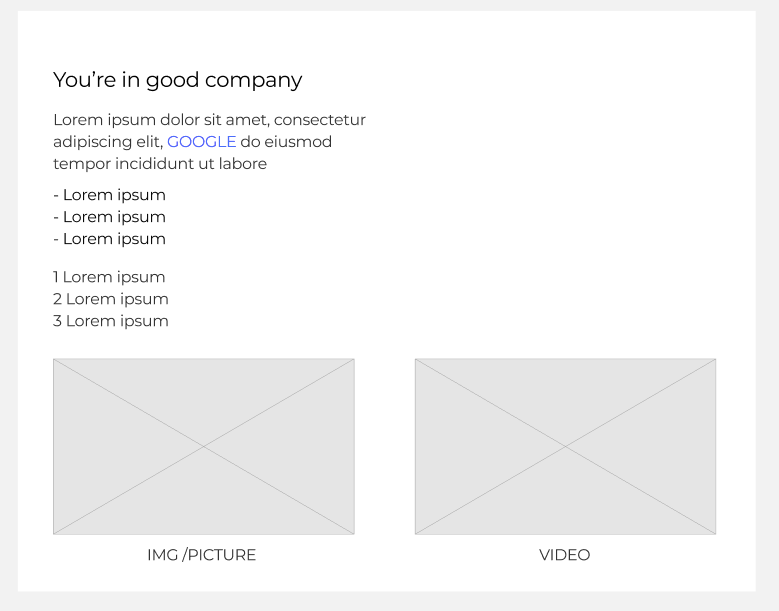 You’re in good company
Lorem ipsum dolor sit amet, consectetur
adipiscing elit, GOOGLE do eiusmod
tempor incididunt ut labore
- Lorem ipsum
- Lorem ipsum
- Lorem ipsum
1 Lorem ipsum
2 Lorem ipsum
3 Lorem ipsum
IMG /PICTURE
VIDEO